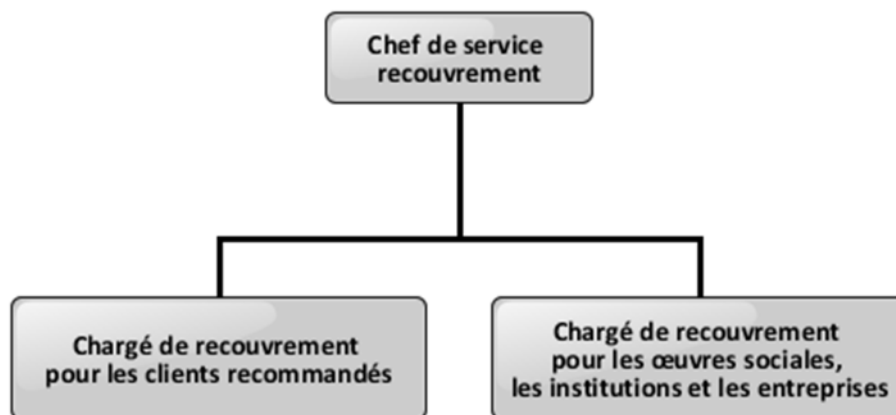 Chef de service
recouvrement
Chargé de recouvrement
pour les clients recommandés
Chargé de recouvrement
pour les œuvres sociales,
les institutions et les entreprises